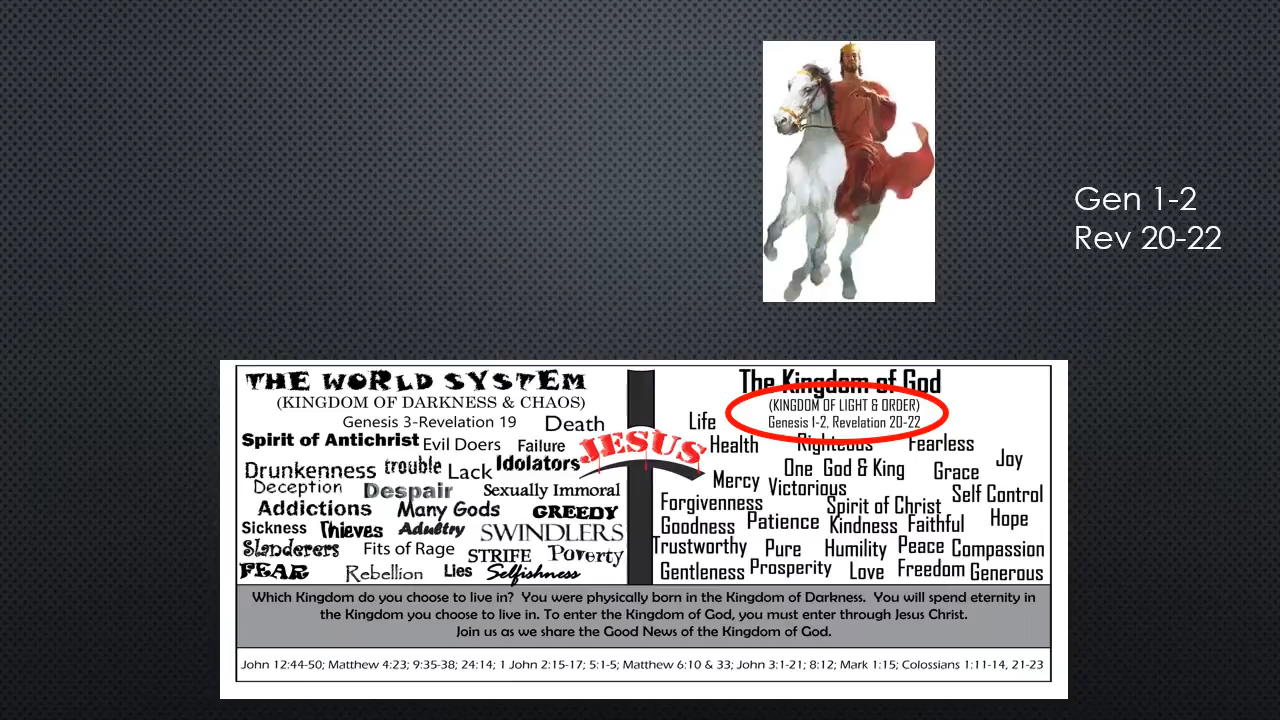 Gen 1-2
Rev 20-22
THE WORLD SYSTEM
(KINGDOM OF DARKNESS & CHAOS)
Genesis 3-Revelation 19
Death
Spirit of Antichrist
Evil Doers
Failure
Drunkenness
trouble
Lack
Idolators
Deception
Despair
Sexually Immoral
Addictions
Many Gods
GREEDY
Sickness
Thieves
Adultry
SWINDLERS
Slanderers
Fits of Rage
STRIFE
Poverty
FEAR
Rebellion
Lies
Selfishness
JESUS
The Kingdom of God
(KINGDOM OF LIGHT & ORDER)
Genesis 1-2, Revelation 20-22
Life
Health
Righteous
Fearless
Joy
One God & King
Grace
Mercy
Victorious
Self Control
Forgivenness
Spirit of Christ
Hope
Goodness
Patience
Kindness
Faithful
Trustworthy
Pure
Humility
Peace
Compassion
Gentleness
Prosperity
Love
Freedom
Generous
Which Kingdom do you choose to live in? You were physically born in the Kingdom of Darkness. You will spend eternity in
the Kingdom you choose to live in. To enter the Kingdom of God, you must enter through Jesus Christ.
Join us as we share the Good News of the Kingdom of God.
John 12:44-50; Matthew 4:23; 9:35-38; 24:14; 1 John 2:15-17; 5:1-5; Matthew 6:10 & 33; John 3:1-21; 8:12; Mark 1:15; Colossians 1:11-14, 21-23